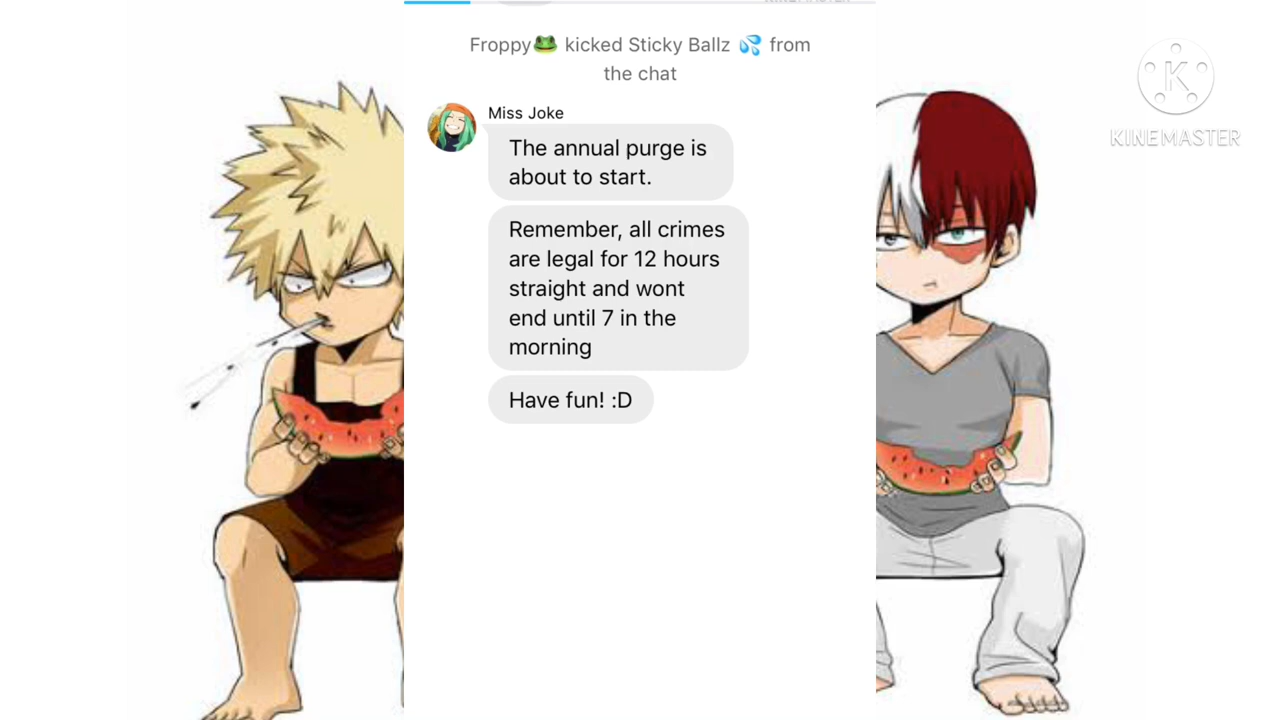 Froppy🐸 kicked Sticky Ballz 💦 from
the chat
Miss Joke
The annual purge is
about to start.
Remember, all crimes
are legal for 12 hours
straight and wont
end until 7 in the
morning
Have fun! :D
K
KINEMASTER